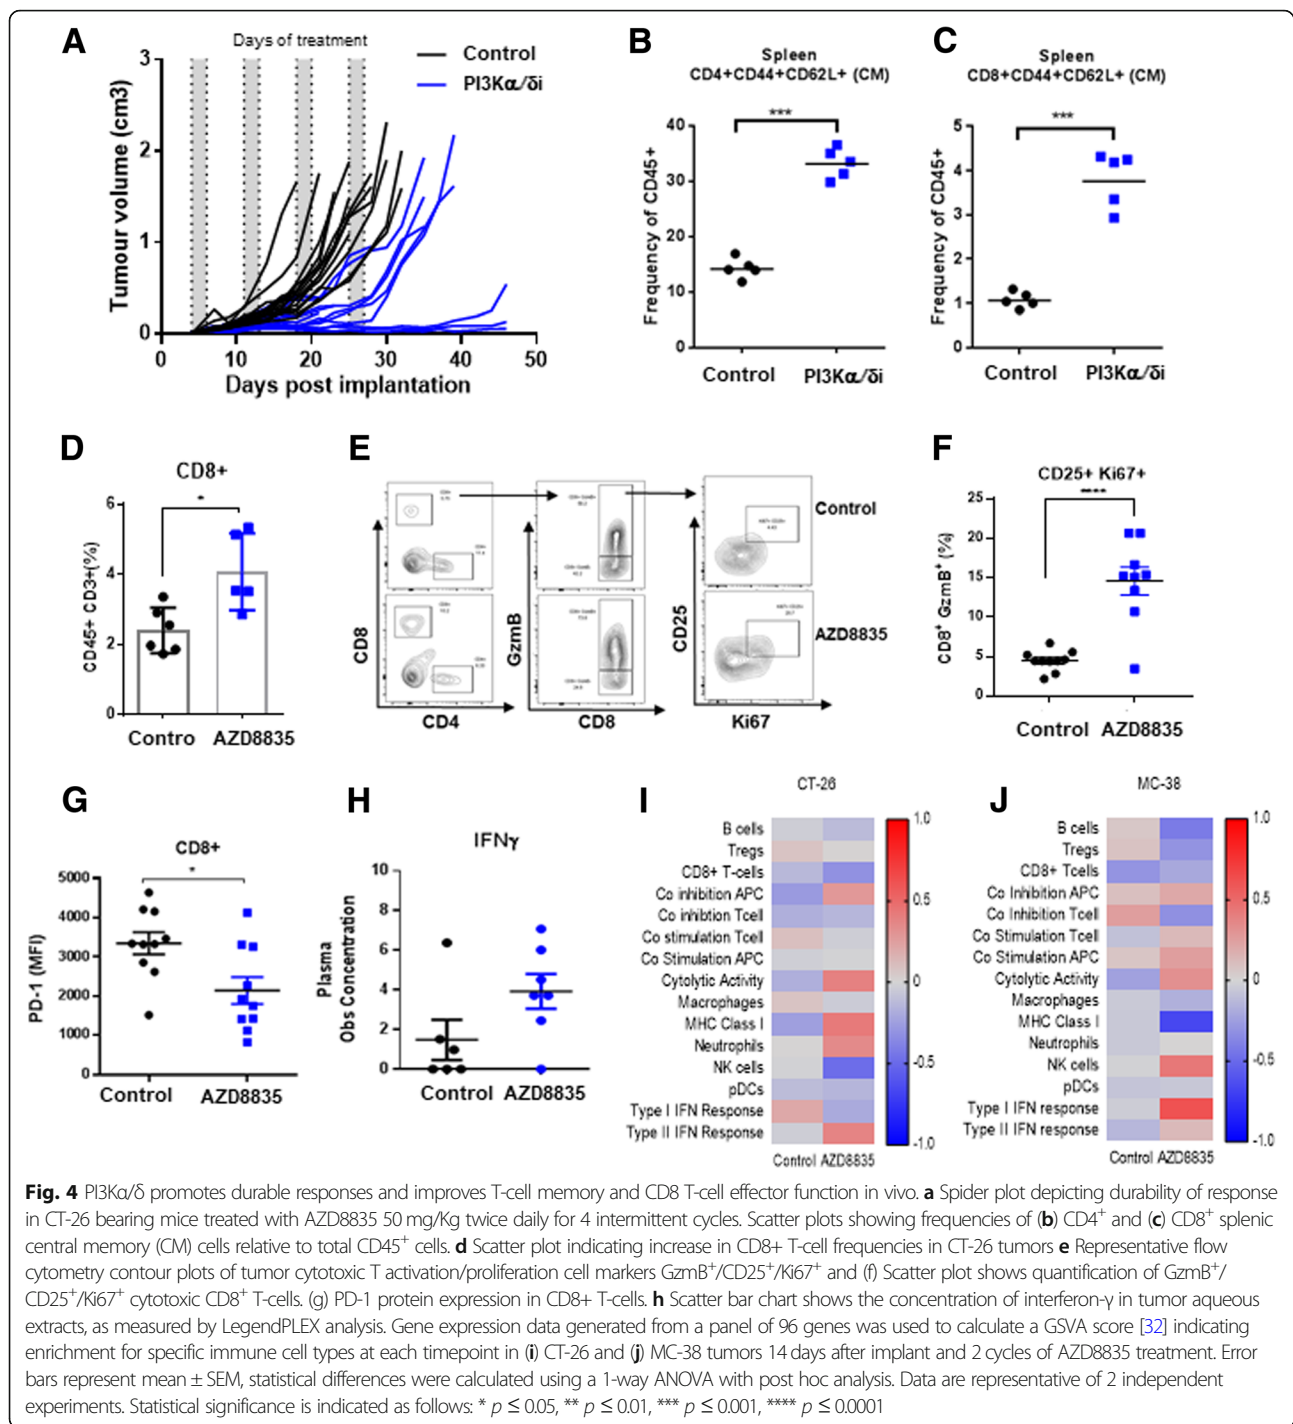 A
Days of treatment
Control
PI3Kα/δi
Tumour volume (cm3)
3
2
1
0
0 10 20 30 40 50
Days post implantation
B
Spleen
CD4+CD44+CD62L+ (CM)
***
Frequency of CD45+
40
30
20
10
0
Control PI3Kα/δi
C
Spleen
CD8+CD44+CD62L+ (CM)
***
Frequency of CD45+
5
4
3
2
1
0
Control PI3Kα/δi
D
CD8+
*
CD45+ CD3+(%)
6
4
2
0
Contro AZD8835
E
CD8
CD4
GzmB
CD8
CD25
Ki67
Control
AZD8835
F
CD25+ Ki67+
****
CD8+ GzmB+ (%)
25
20
15
10
5
0
Control AZD8835
G
CD8+
*
PD-1 (MFI)
5000
4000
3000
2000
1000
0
Control AZD8835
H
IFNγ
Plasma
Obs Concentration
10
8
6
4
2
0
Control AZD8835
I
CT-26
B cells
Tregs
CD8+ T-cells
Co inhibition APC
Co inhibtion Tcell
Co stimulation Tcell
Co Stimulation APC
Cytolytic Activity
Macrophages
MHC Class I
Neutrophils
NK cells
pDCs
Type I IFN Response
Type II IFN Response
Control AZD8835
1.0
0.5
0
-0.5
-1.0
J
MC-38
B cells
Tregs
CD8+ Tcells
Co Inhibition APC
Co Inhibition Tcell
Co Stimulation Tcell
Co Stimulation APC
Cytolytic Activity
Macrophages
MHC Class I
Neutrophils
NK cells
pDCs
Type I IFN response
Type II IFN response
Control AZD8835
1.0
0.5
0
-0.5
-1.0
Fig. 4 PI3Kα/δ promotes durable responses and improves T-cell memory and CD8 T-cell effector function in vivo. a Spider plot depicting durability of response
in CT-26 bearing mice treated with AZD8835 50 mg/Kg twice daily for 4 intermittent cycles. Scatter plots showing frequencies of (b) CD4+ and (c) CD8+ splenic
central memory (CM) cells relative to total CD45+ cells. d Scatter plot indicating increase in CD8+ T-cell frequencies in CT-26 tumors e Representative flow
cytometry contour plots of tumor cytotoxic T activation/proliferation cell markers GzmB+/CD25+/Ki67+ and (f) Scatter plot shows quantification of GzmB+/
CD25+/Ki67+ cytotoxic CD8+ T-cells. (g) PD-1 protein expression in CD8+ T-cells. h Scatter bar chart shows the concentration of interferon-γ in tumor aqueous
extracts, as measured by LegendPLEX analysis. Gene expression data generated from a panel of 96 genes was used to calculate a GSVA score [32] indicating
enrichment for specific immune cell types at each timepoint in (i) CT-26 and (j) MC-38 tumors 14 days after implant and 2 cycles of AZD8835 treatment. Error
bars represent mean ± SEM, statistical differences were calculated using a 1-way ANOVA with post hoc analysis. Data are representative of 2 independent
experiments. Statistical significance is indicated as follows: * p ≤ 0.05, ** p ≤ 0.01, *** p ≤ 0.001, **** p ≤ 0.0001